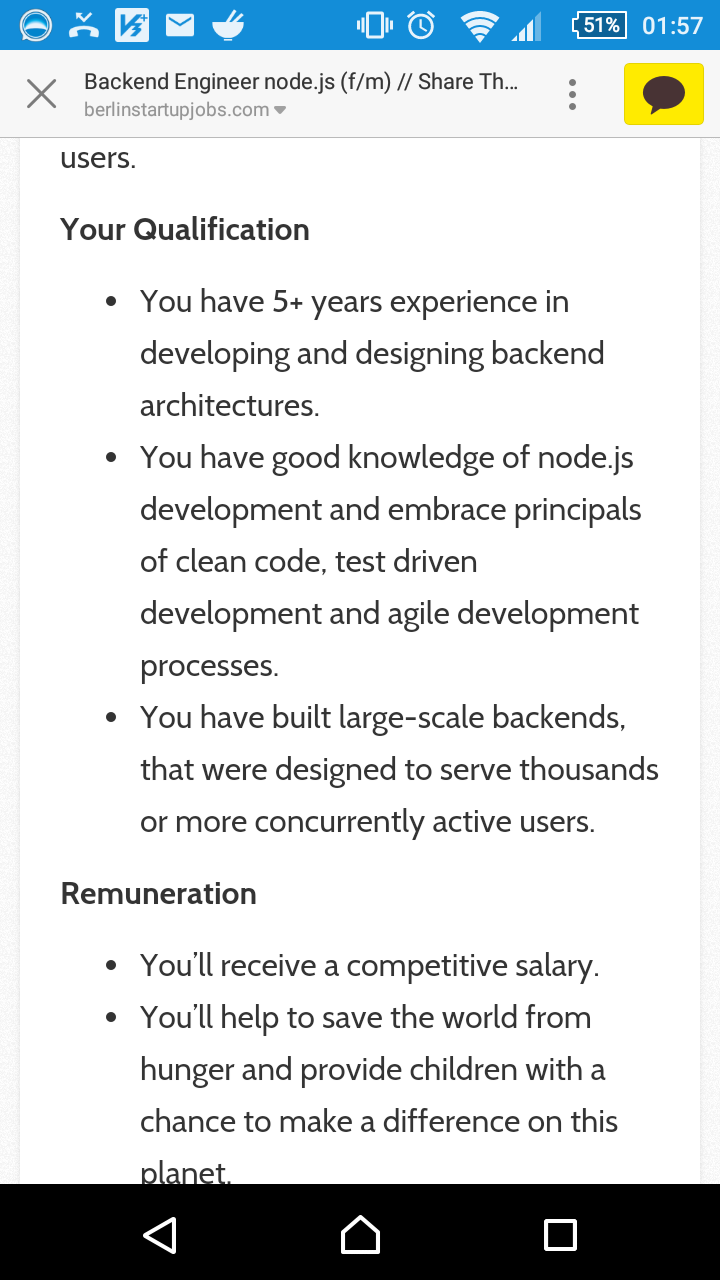 51% 01:57
Backend Engineer node.js (f/m) // Share Th...
berlinstartupjobs.com
users.
Your Qualification
• You have 5+ years experience in
developing and designing backend
architectures.
• You have good knowledge of node.js
development and embrace principals
of clean code, test driven
development and agile development
processes.
• You have built large-scale backends,
that were designed to serve thousands
or more concurrently active users.
Remuneration
• You'll receive a competitive salary.
• You'll help to save the world from
hunger and provide children with a
chance to make a difference on this
planet.